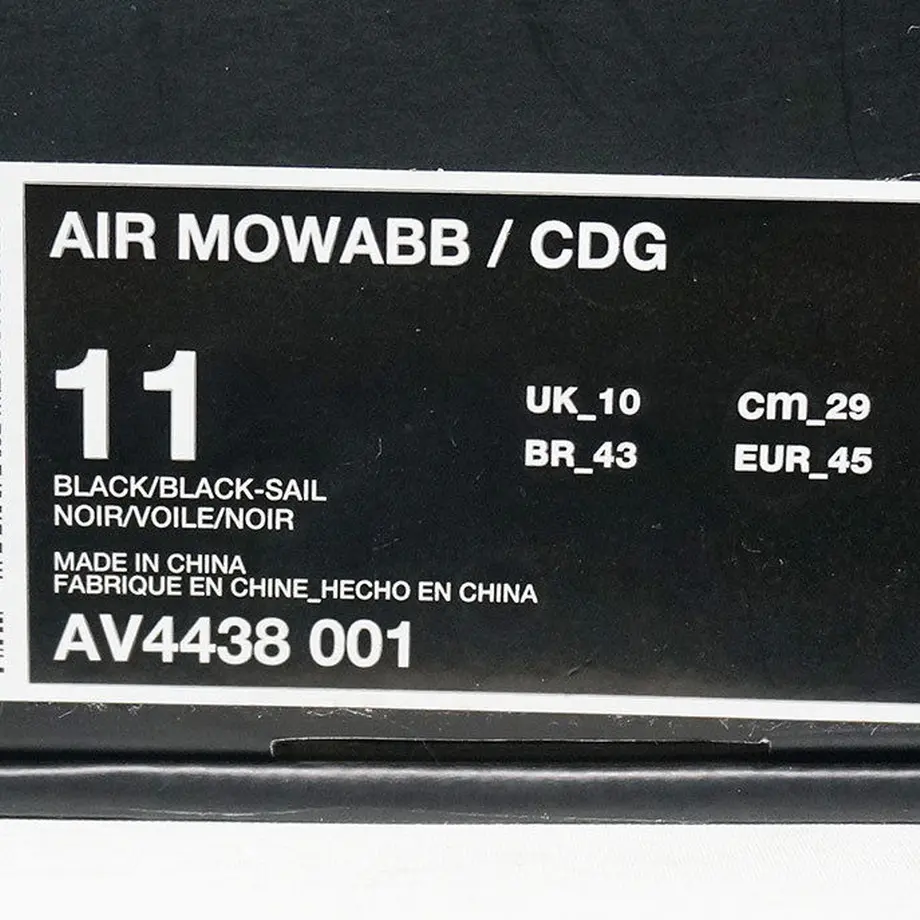 AIR MOWABB / CDG
11
UK_10 cm_29
BR_43 EUR_45
BLACK/BLACK-SAIL
NOIR/VOILE/NOIR
MADE IN CHINA
FABRIQUE EN CHINE_HECHO EN CHINA
AV4438 001